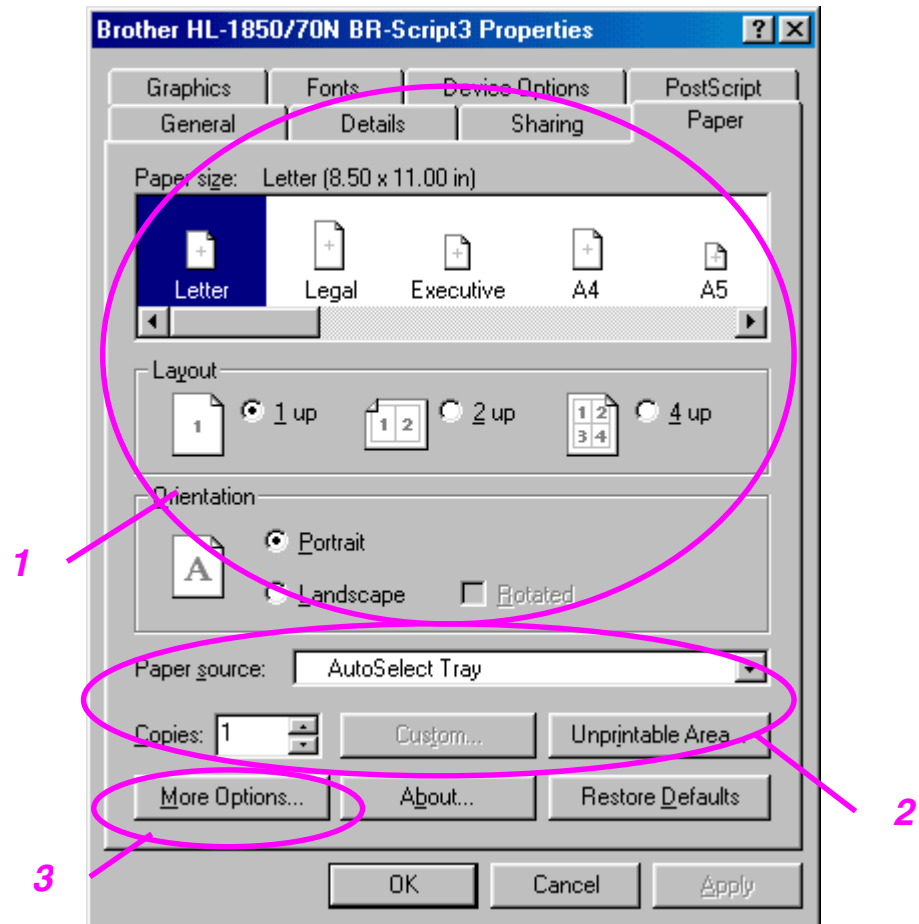 Brother HL-1850/70N BR-Script3 Properties
Graphics Fonts Device Options PostScript
General Details Sharing Paper
Paper size: Letter (8.50 x 11.00 in)
Letter Legal Executive A4 A5
Layout
1 1 up 1 2 2 up 1 2 4 up
3 4
Orientation
Portrait
1
A
Landscape Rotated
Paper source: AutoSelect Tray
Copies: 1 Custom... Unprintable Area...
More Options... About... Restore Defaults
2
3
OK Cancel Apply